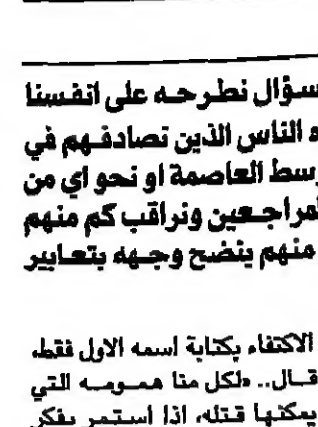 سؤال نطرحه على انفسنا
الناس الذين تصادفهم في
وسط العاصمة او نحو اي من
المراجعين ونراقب كم منهم
منهم ينضح وجهه بتعابير
الاكتفاء بكتابة اسمه الاول فقط،
قال.. «لكل منا همومه التي
يمكنها قتله، اذا استمر يفكر